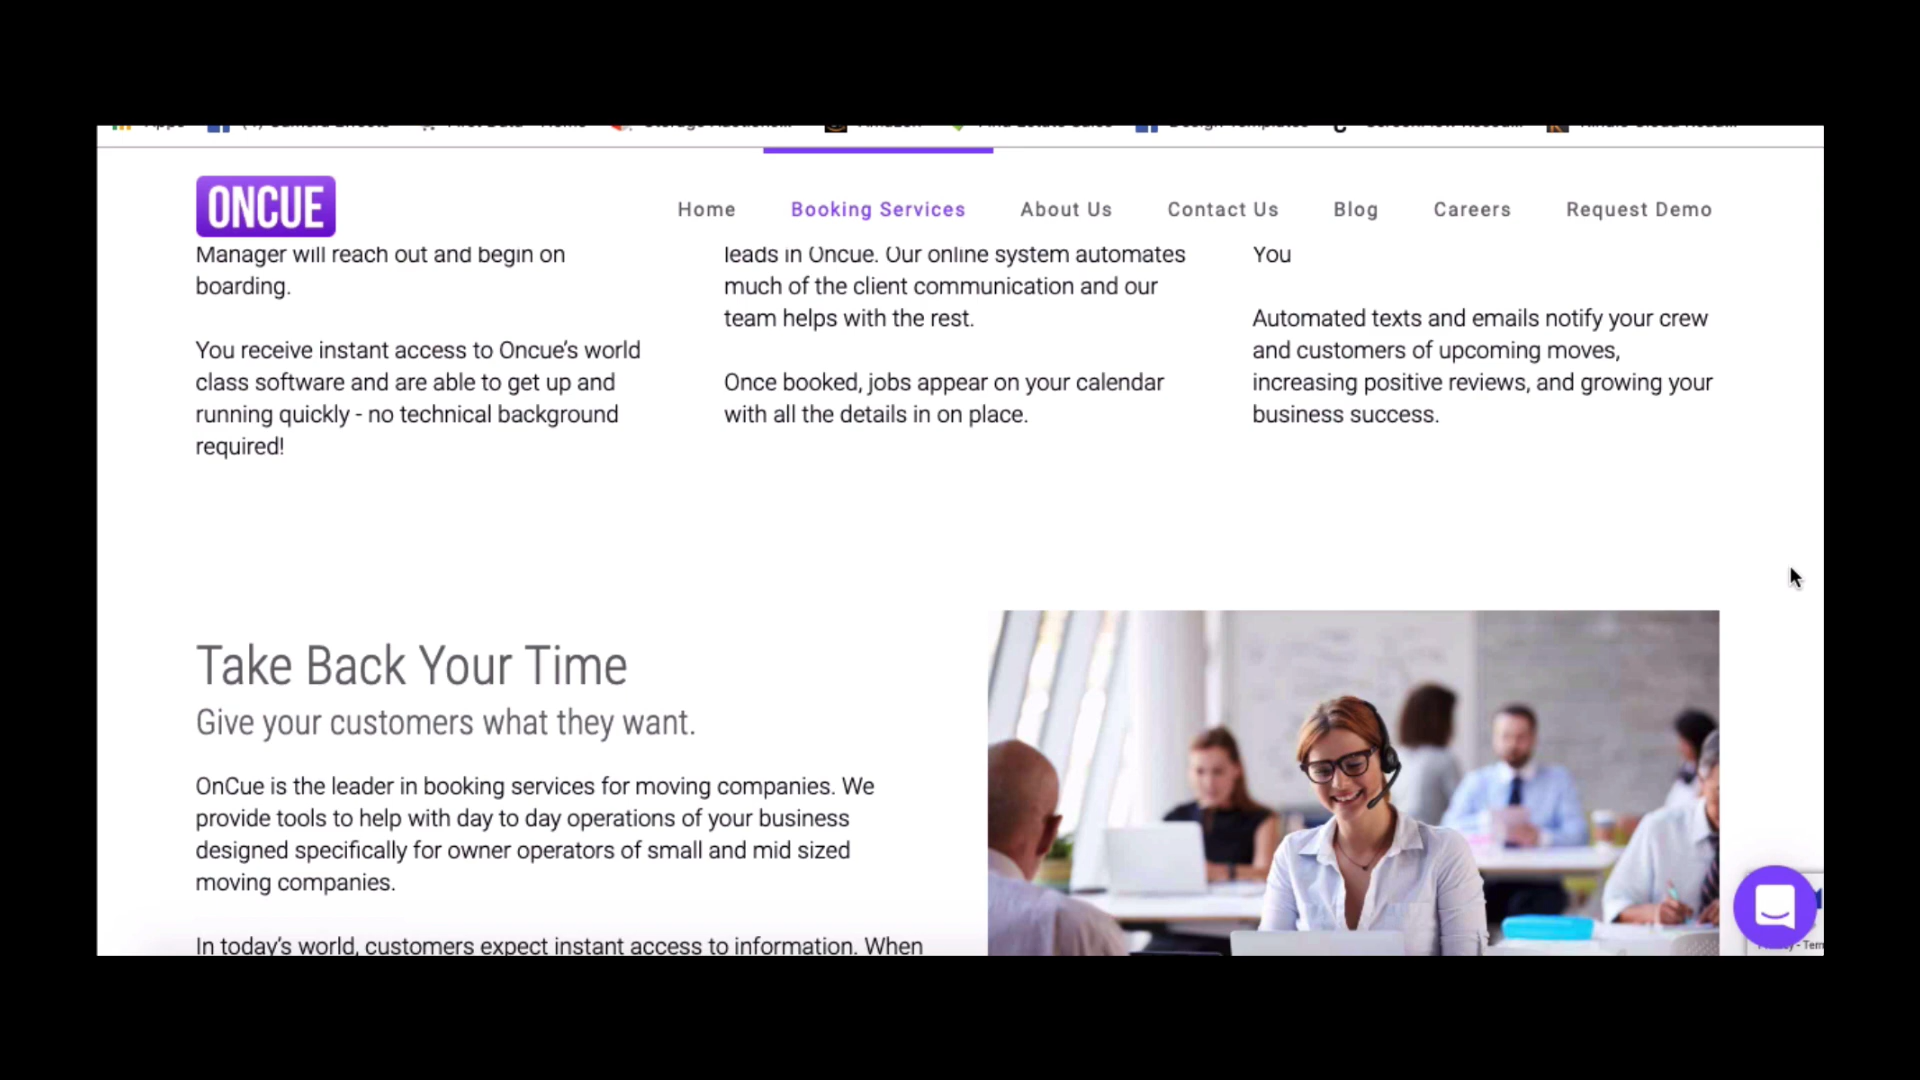 ONCUE
Home
Booking Services
About Us
Contact Us
Blog
Careers
Request Demo
Manager will reach out and begin on
boarding.
You receive instant access to Oncue's world
class software and are able to get up and
running quickly - no technical background
required!
leads in Oncue. Our online system automates
much of the client communication and our
team helps with the rest.
Once booked, jobs appear on your calendar
with all the details in on place.
You
Automated texts and emails notify your crew
and customers of upcoming moves,
increasing positive reviews, and growing your
business success.
Take Back Your Time
Give your customers what they want.
OnCue is the leader in booking services for moving companies. We
provide tools to help with day to day operations of your business
designed specifically for owner operators of small and mid sized
moving companies.
In today's world, customers expect instant access to information. When